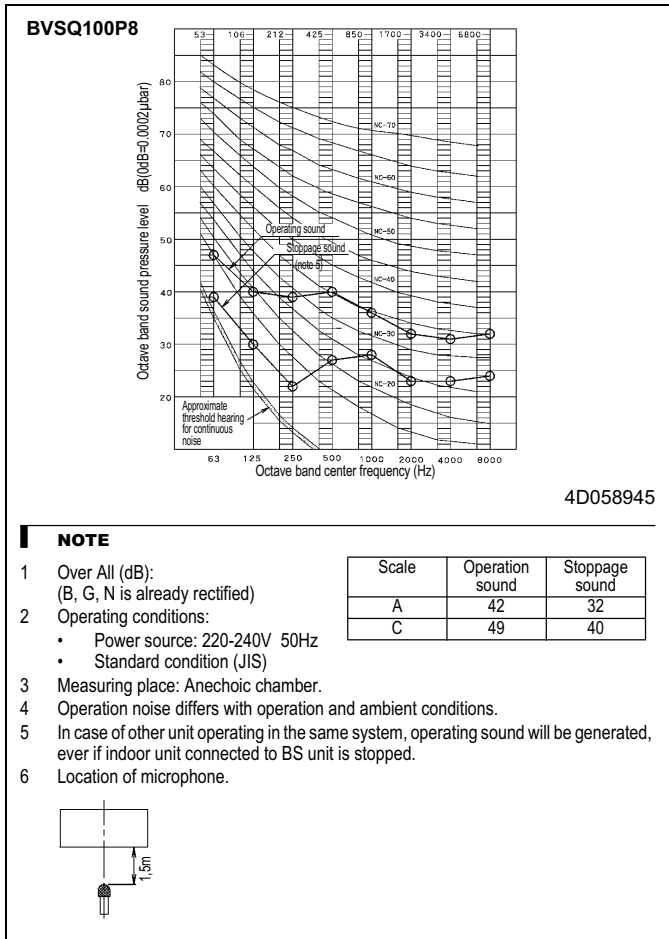 BVSQ100P8
53 106 212 425 850 1700 3400 6800
Octave band sound pressure level dB(0dB=0.0002µbar)
80
70
60
50
40
30
20
NC-70
NC-60
NC-50
NC-40
NC-30
NC-20
Operating sound
Stoppage sound
(note 5)
Approximate
threshold hearing
for continuous
noise
63 125 250 500 1000 2000 4000 8000
Octave band center frequency (Hz)
4D058945
NOTE
1 Over All (dB):
(B, G, N is already rectified)
2 Operating conditions:
• Power source: 220-240V 50Hz
• Standard condition (JIS)
Scale Operation sound Stoppage sound
A 42 32
C 49 40
3 Measuring place: Anechoic chamber.
4 Operation noise differs with operation and ambient conditions.
5 In case of other unit operating in the same system, operating sound will be generated,
ever if indoor unit connected to BS unit is stopped.
6 Location of microphone.
1,5m